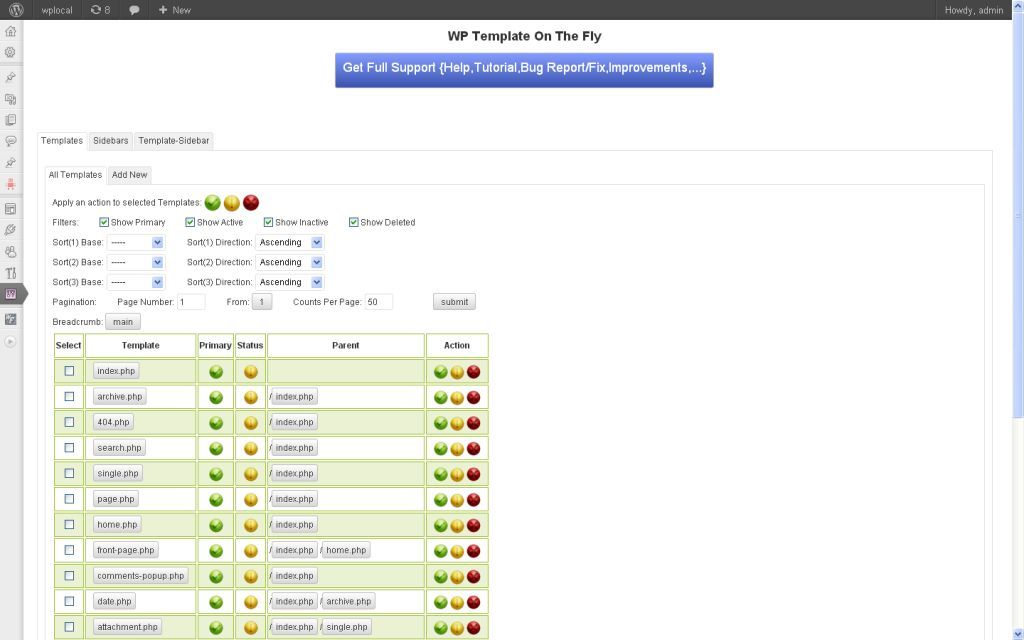 wplocal 8 + New Howdy, admin
WP Template On The Fly
Get Full Support {Help,Tutorial,Bug Report/Fix,Improvements,...}
Templates Sidebars Template-Sidebar
All Templates Add New
Apply an action to selected Templates:
Filters: Show Primary Show Active Show Inactive Show Deleted
Sort(1) Base: ----- Sort(1) Direction: Ascending
Sort(2) Base: ----- Sort(2) Direction: Ascending
Sort(3) Base: ----- Sort(3) Direction: Ascending
Pagination: Page Number: 1 From: 1 Counts Per Page: 50 submit
Breadcrumb: main
Select Template Primary Status Parent Action
index.php
archive.php / index.php
404.php / index.php
search.php / index.php
single.php / index.php
page.php / index.php
home.php / index.php
front-page.php / index.php / home.php
comments-popup.php / index.php
date.php / index.php / archive.php
attachment.php / index.php / single.php